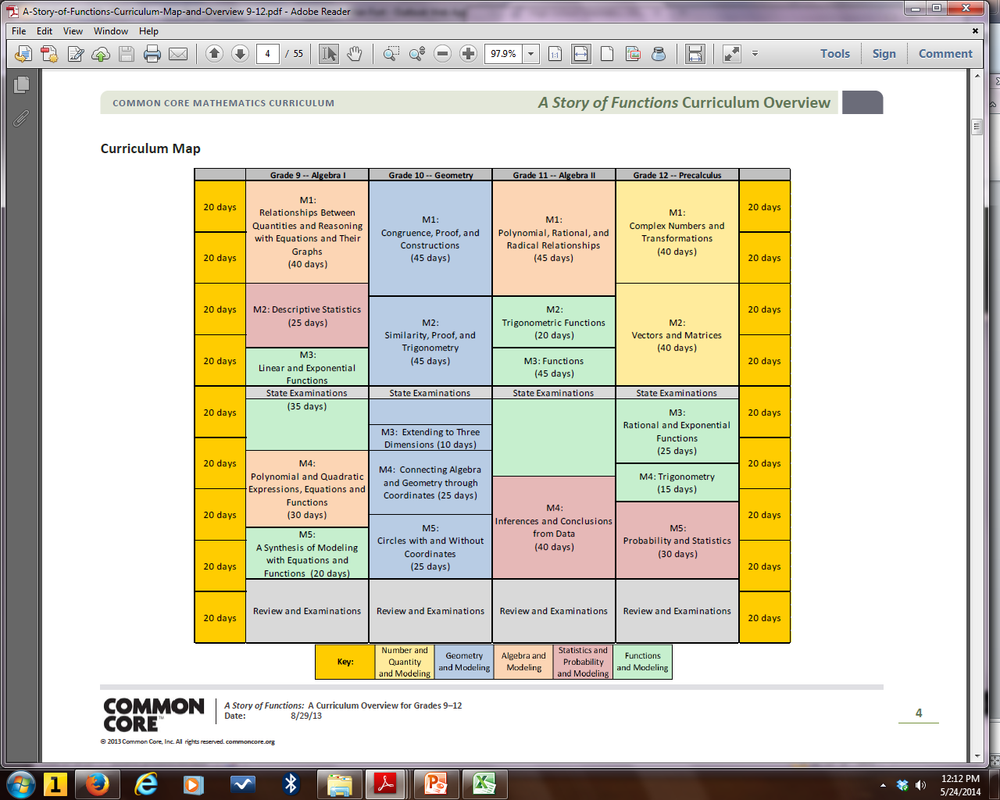 A-Story-of-Functions-Curriculum-Map-and-Overview 9-12.pdf - Adobe Reader
File Edit View Window Help
4 / 55 97.9% Tools Sign Comment
COMMON CORE MATHEMATICS CURRICULUM
A Story of Functions Curriculum Overview
Curriculum Map
Grade 9 -- Algebra I
Grade 10 -- Geometry
Grade 11 -- Algebra II
Grade 12 -- Precalculus
20 days
20 days
20 days
20 days
20 days
20 days
20 days
20 days
20 days
M1:
Relationships Between
Quantities and Reasoning
with Equations and Their
Graphs
(40 days)
M2: Descriptive Statistics
(25 days)
M3:
Linear and Exponential
Functions
State Examinations
(35 days)
M4:
Polynomial and Quadratic
Expressions, Equations and
Functions
(30 days)
M5:
A Synthesis of Modeling
with Equations and
Functions (20 days)
Review and Examinations
M1:
Congruence, Proof, and
Constructions
(45 days)
M2:
Similarity, Proof, and
Trigonometry
(45 days)
State Examinations
M3: Extending to Three
Dimensions (10 days)
M4: Connecting Algebra
and Geometry through
Coordinates (25 days)
M5:
Circles with and Without
Coordinates
(25 days)
Review and Examinations
M1:
Polynomial, Rational, and
Radical Relationships
(45 days)
M2:
Trigonometric Functions
(20 days)
M3: Functions
(45 days)
State Examinations
M4:
Inferences and Conclusions
from Data
(40 days)
Review and Examinations
M1:
Complex Numbers and
Transformations
(40 days)
M2:
Vectors and Matrices
(40 days)
State Examinations
M3:
Rational and Exponential
Functions
(25 days)
M4: Trigonometry
(15 days)
M5:
Probability and Statistics
(30 days)
Review and Examinations
20 days
20 days
20 days
20 days
20 days
20 days
20 days
20 days
20 days
Key:
Number and
Quantity
and Modeling
Geometry
and Modeling
Algebra and
Modeling
Statistics and
Probability
and Modeling
Functions
and Modeling
COMMON
CORE™
A Story of Functions: A Curriculum Overview for Grades 9–12
Date: 8/29/13
4
© 2013 Common Core, Inc. All rights reserved. commoncore.org
12:12 PM
5/24/2014